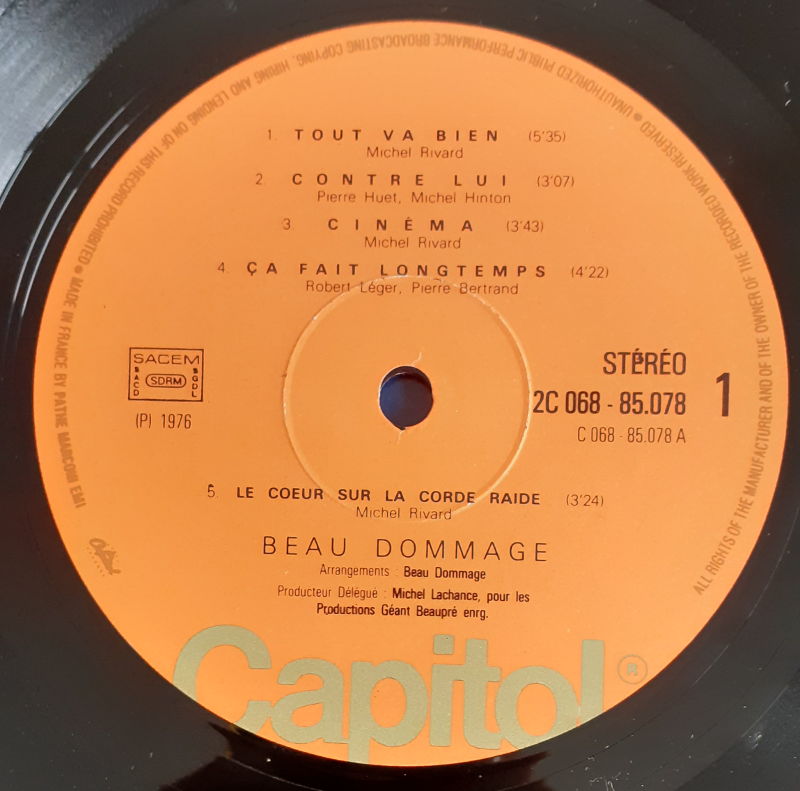 1. TOUT VA BIEN (5'35)
Michel Rivard
2. CONTRE LUI (3'07)
Pierre Huet, Michel Hinton
3. CINÉMA (3'43)
Michel Rivard
4. ÇA FAIT LONGTEMPS (4'22)
Robert Léger, Pierre Bertrand
SACEM
SACD
SDRM
SGDL
(P) 1976
STÉRÉO
2C 068 - 85.078
C 068 - 85.078 A
1
5. LE COEUR SUR LA CORDE RAIDE (3'24)
Michel Rivard
BEAU DOMMAGE
Arrangements : Beau Dommage
Producteur Délégué : Michel Lachance, pour les
Productions Géant Beaupré enrg.
Capitol
Capitol ®
ALL RIGHTS OF THE MANUFACTURER AND OF THE OWNER OF THE RECORDED WORK RESERVED ● UNAUTHORIZED PUBLIC PERFORMANCE BROADCASTING COPYING, HIRING AND LENDING ON OF THIS RECORD PROHIBITED ● MADE IN FRANCE BY PATHE MARCONI EMI